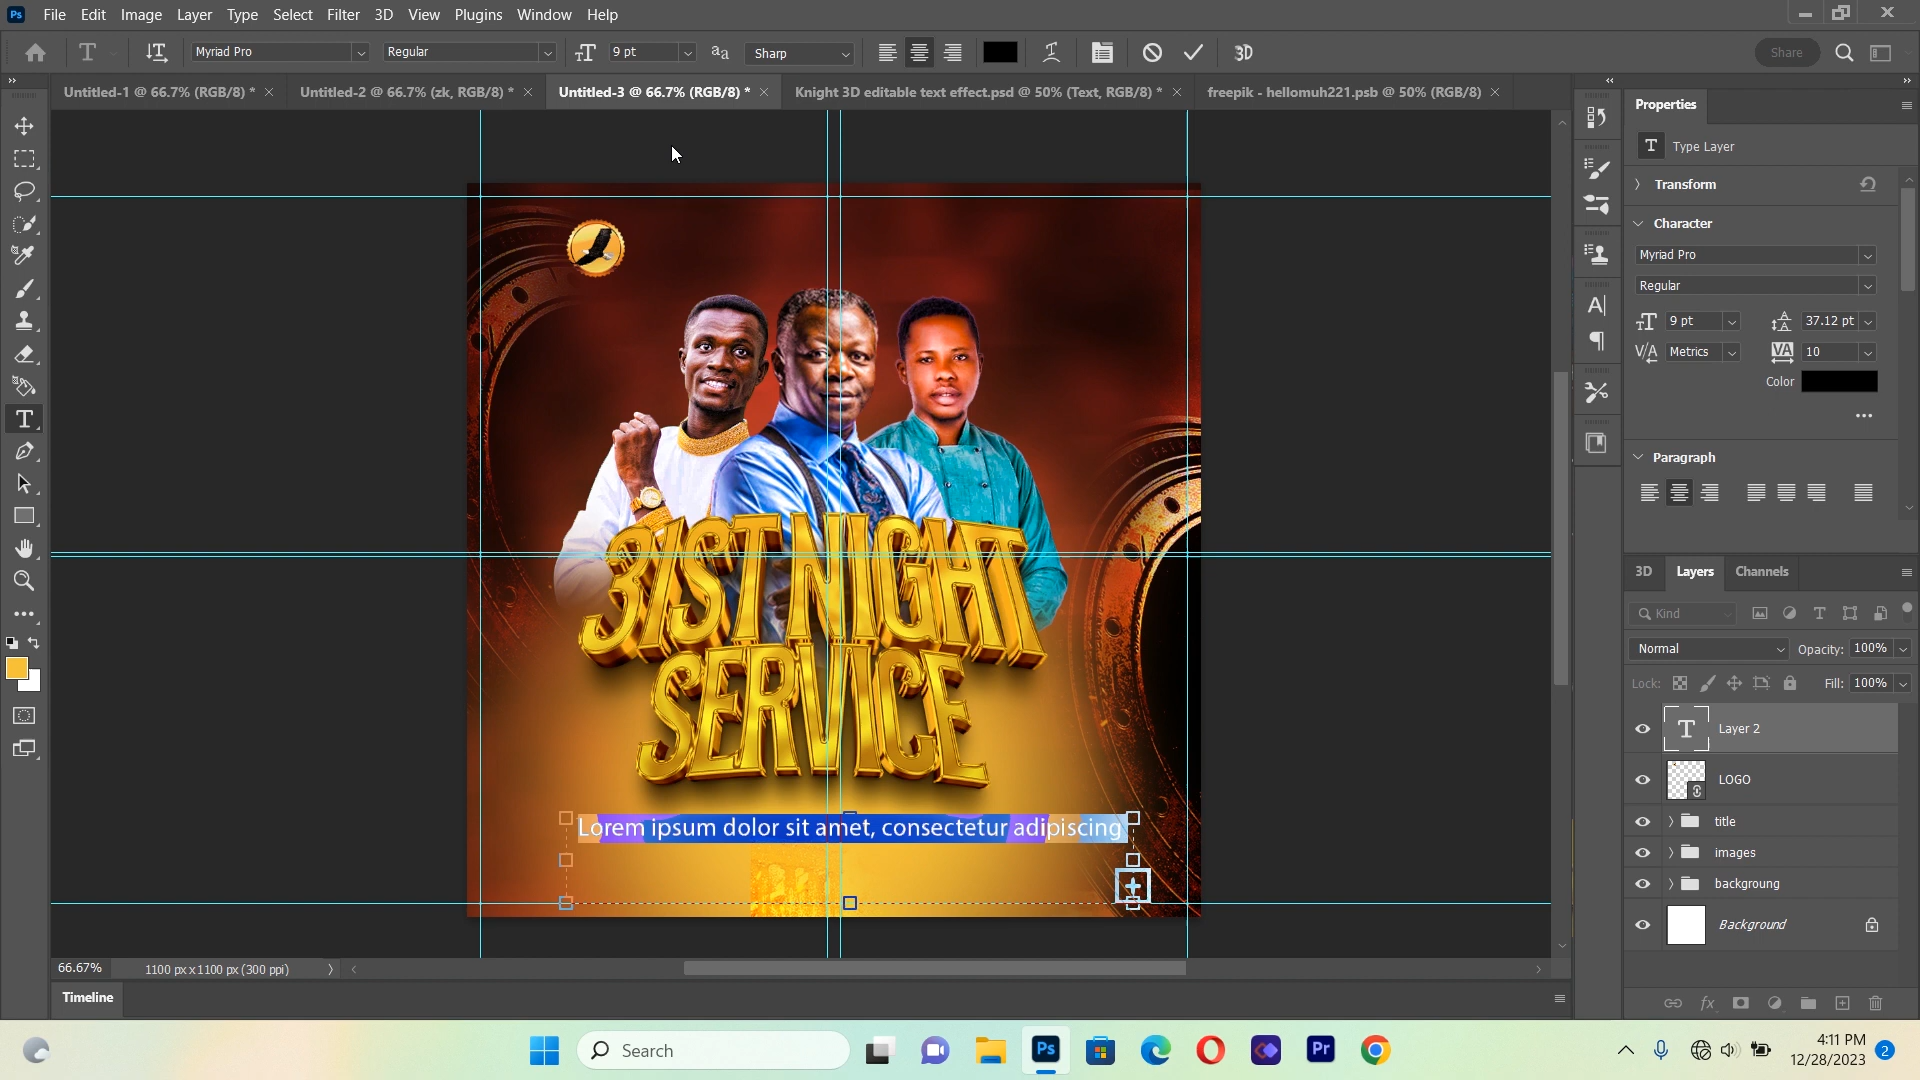 Ps File Edit Image Layer Type Select Filter 3D View Plugins Window Help
Myriad Pro Regular 9 pt Sharp 3D Share
Untitled-1 @ 66.7% (RGB/8) * Untitled-2 @ 66.7% (zk, RGB/8) * Untitled-3 @ 66.7% (RGB/8) * Knight 3D editable text effect.psd @ 50% (Text, RGB/8) * freepik - hellomuh221.psb @ 50% (RGB/8)
Properties
Type Layer
Transform
Character
Myriad Pro
Regular
9 pt 37.12 pt
Metrics 10
Color
Paragraph
31ST NIGHT
SERVICE
Lorem ipsum dolor sit amet, consectetur adipiscing
3D Layers Channels
Kind
Normal Opacity: 100%
Lock: Fill: 100%
Layer 2
LOGO
title
images
backgroung
Background
66.67% 1100 px x 1100 px (300 ppi)
Timeline
Search Ps Pr
4:11 PM
12/28/2023 2